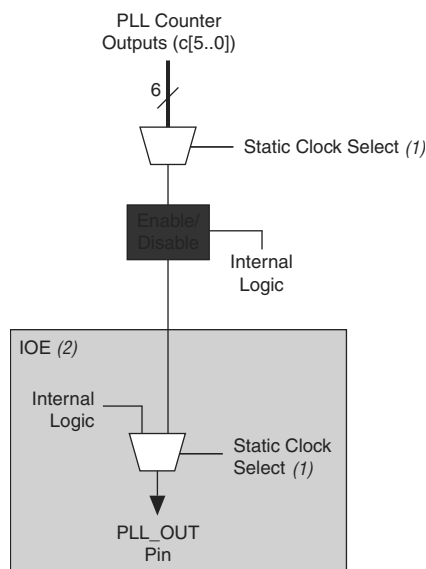 PLL Counter
Outputs (c[5..0])
6
Static Clock Select (1)
Enable/
Disable
Internal
Logic
IOE (2)
Internal
Logic
Static Clock
Select (1)
PLL_OUT
Pin